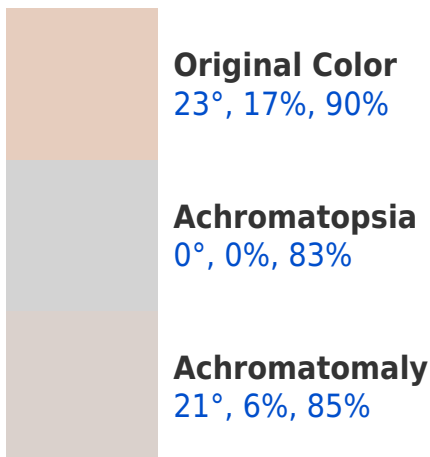 Original Color
23°, 17%, 90%
Achromatopsia
0°, 0%, 83%
Achromatomaly
21°, 6%, 85%